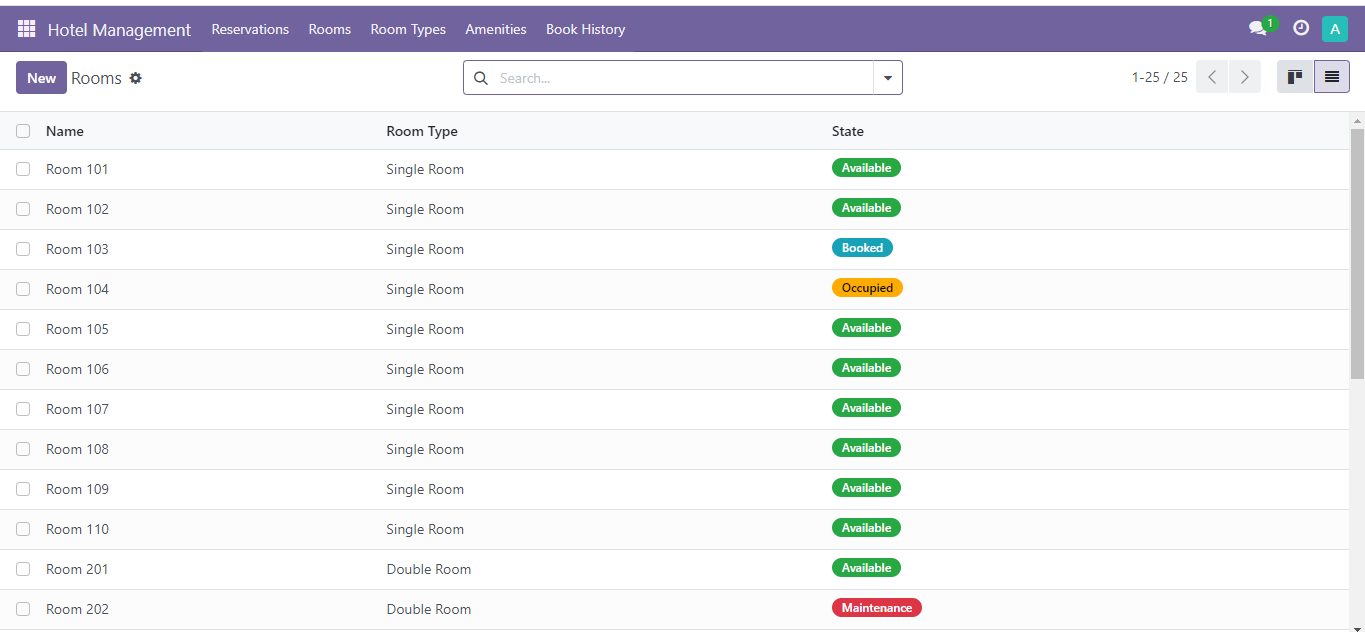 Hotel Management Reservations Rooms Room Types Amenities Book History 1 A
New Rooms Search... 1-25 / 25
Name Room Type State
Room 101 Single Room Available
Room 102 Single Room Available
Room 103 Single Room Booked
Room 104 Single Room Occupied
Room 105 Single Room Available
Room 106 Single Room Available
Room 107 Single Room Available
Room 108 Single Room Available
Room 109 Single Room Available
Room 110 Single Room Available
Room 201 Double Room Available
Room 202 Double Room Maintenance